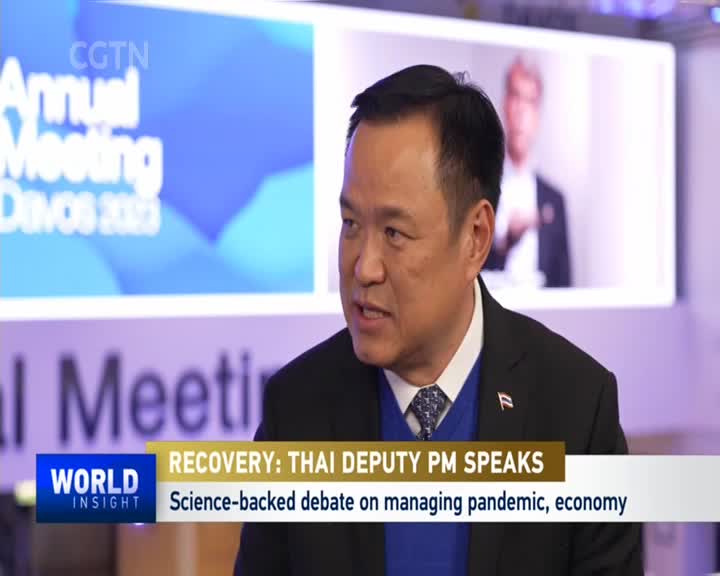 CGTN
Annual
Meeting
Davos 2023
al Meeting
RECOVERY: THAI DEPUTY PM SPEAKS
WORLD
INSIGHT
Science-backed debate on managing pandemic, economy